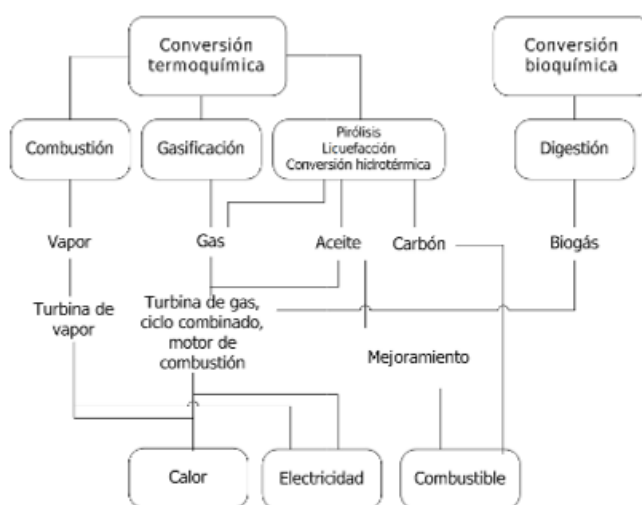 Conversión
termoquímica
Conversión
bioquímica
Combustión
Gasificación
Pirólisis
Licuefacción
Conversión hidrotérmica
Digestión
Vapor
Gas
Aceite
Carbón
Biogás
Turbina de
vapor
Turbina de gas,
ciclo combinado,
motor de
combustión
Mejoramiento
Calor
Electricidad
Combustible